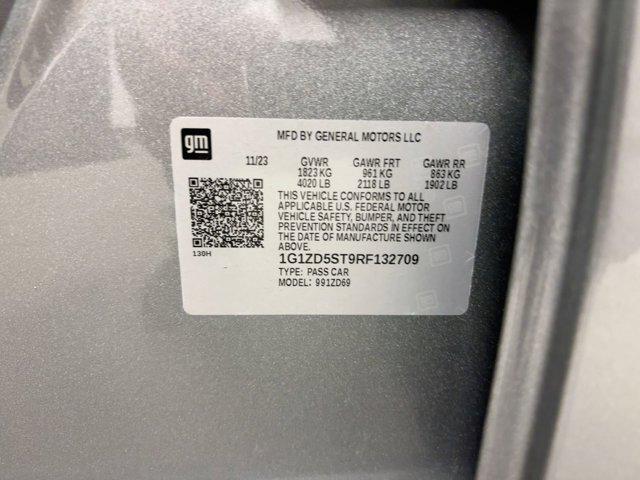 gm
MFD BY GENERAL MOTORS LLC
11/23 GVWR GAWR FRT GAWR RR
1823 KG 961 KG 863 KG
4020 LB 2118 LB 1902 LB
THIS VEHICLE CONFORMS TO ALL
APPLICABLE U.S. FEDERAL MOTOR
VEHICLE SAFETY, BUMPER, AND THEFT
PREVENTION STANDARDS IN EFFECT ON
THE DATE OF MANUFACTURE SHOWN
ABOVE.
130H
1G1ZD5ST9RF132709
TYPE: PASS CAR
MODEL: 991ZD69